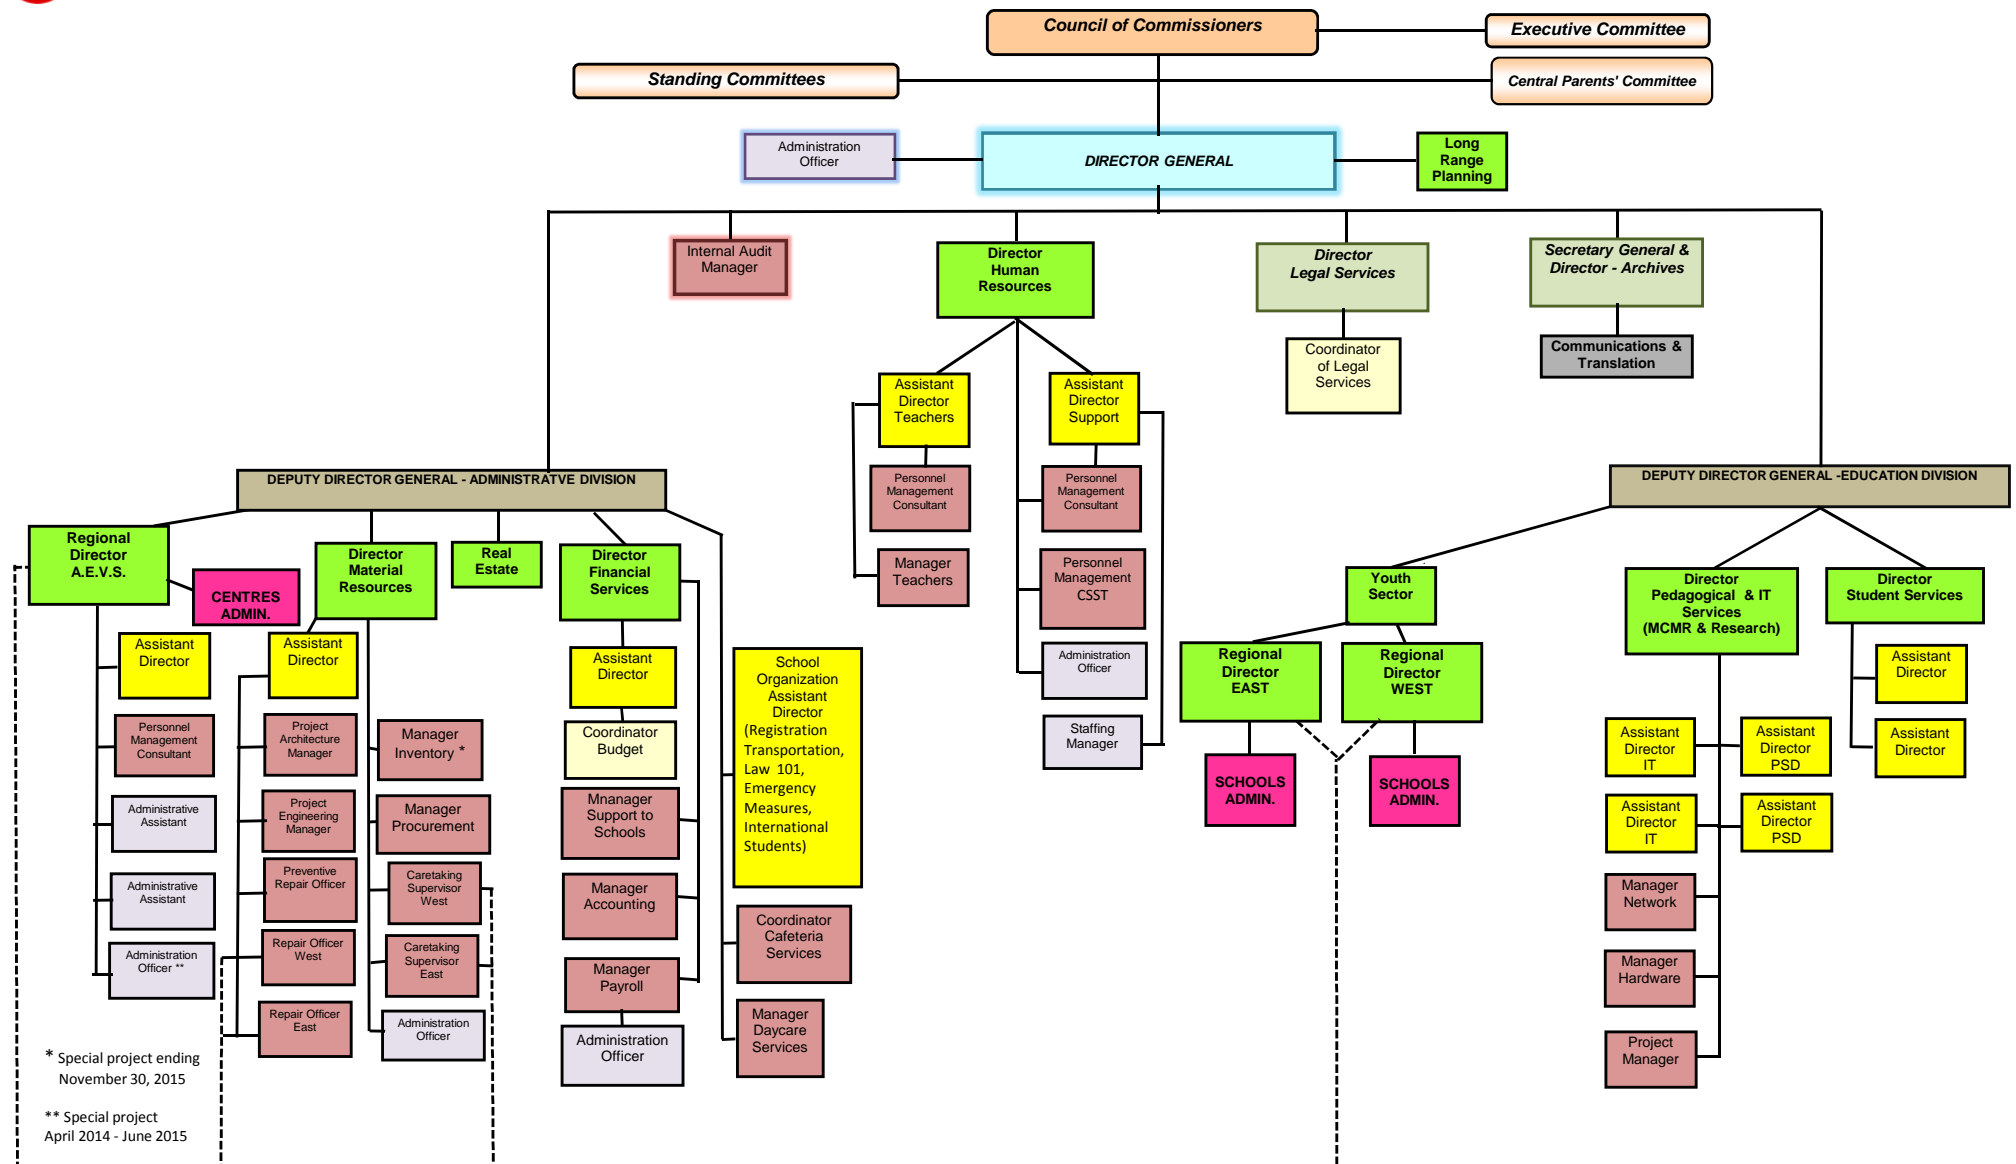 Council of Commissioners
Executive Committee
Standing Committees
Central Parents' Committee
Administration
Officer
DIRECTOR GENERAL
Long
Range
Planning
Internal Audit
Manager
Director
Human
Resources
Director
Legal Services
Secretary General &
Director - Archives
Coordinator
of Legal
Services
Communications &
Translation
Assistant
Director
Teachers
Assistant
Director
Support
Personnel
Management
Consultant
Personnel
Management
Consultant
Manager
Teachers
Personnel
Management
CSST
Administration
Officer
Staffing
Manager
DEPUTY DIRECTOR GENERAL - ADMINISTRATVE DIVISION
DEPUTY DIRECTOR GENERAL -EDUCATION DIVISION
Regional
Director
A.E.V.S.
CENTRES
ADMIN.
Director
Material
Resources
Real
Estate
Director
Financial
Services
Assistant
Director
Personnel
Management
Consultant
Administrative
Assistant
Administrative
Assistant
Administration
Officer **
Assistant
Director
Project
Architecture
Manager
Project
Engineering
Manager
Preventive
Repair Officer
Repair Officer
West
Repair Officer
East
Manager
Inventory *
Manager
Procurement
Caretaking
Supervisor
West
Caretaking
Supervisor
East
Administration
Officer
Assistant
Director
Coordinator
Budget
Mnanager
Support to
Schools
Manager
Accounting
Manager
Payroll
Administration
Officer
School
Organization
Assistant
Director
(Registration
Transportation,
Law 101,
Emergency
Measures,
International
Students)
Coordinator
Cafeteria
Services
Manager
Daycare
Services
Youth
Sector
Regional
Director
EAST
Regional
Director
WEST
SCHOOLS
ADMIN.
SCHOOLS
ADMIN.
Director
Pedagogical & IT
Services
(MCMR & Research)
Director
Student Services
Assistant
Director
Assistant
Director
Assistant
Director
IT
Assistant
Director
PSD
Assistant
Director
IT
Assistant
Director
PSD
Manager
Network
Manager
Hardware
Project
Manager
* Special project ending
November 30, 2015
** Special project
April 2014 - June 2015